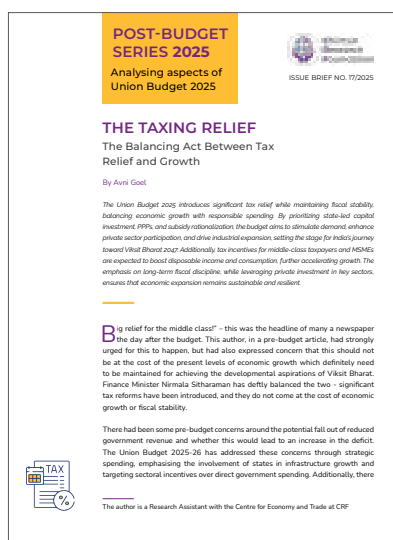 POST-BUDGET
SERIES 2025
Analysing aspects of
Union Budget 2025
ISSUE BRIEF NO. 17/2025
THE TAXING RELIEF
The Balancing Act Between Tax
Relief and Growth
By Avni Goel
The Union Budget 2025 introduces significant tax relief while maintaining fiscal stability,
balancing economic growth with responsible spending. By prioritizing state-led capital
investment, PPPs, and subsidy rationalization, the budget aims to stimulate demand, enhance
private sector participation, and drive industrial expansion, setting the stage for India's journey
toward Viksit Bharat 2047. Additionally, tax incentives for middle-class taxpayers and MSMEs
are expected to boost disposable income and consumption, further accelerating growth. The
emphasis on long-term fiscal discipline, while leveraging private investment in key sectors,
ensures that economic expansion remains sustainable and resilient.
Big relief for the middle class!” – this was the headline of many a newspaper
the day after the budget. This author, in a pre-budget article, had strongly
urged for this to happen, but had also expressed concern that this should not
be at the cost of the present levels of economic growth which definitely need
to be maintained for achieving the developmental aspirations of Viksit Bharat.
Finance Minister Nirmala Sitharaman has deftly balanced the two - significant
tax reforms have been introduced, and they do not come at the cost of economic
growth or fiscal stability.
There had been some pre-budget concerns around the potential fall out of reduced
government revenue and whether this would lead to an increase in the deficit.
The Union Budget 2025-26 has addressed these concerns through strategic
spending, emphasising the involvement of states in infrastructure growth and
targeting sectoral incentives over direct government spending. Additionally, there
TAX
%
The author is a Research Assistant with the Centre for Economy and Trade at CRF